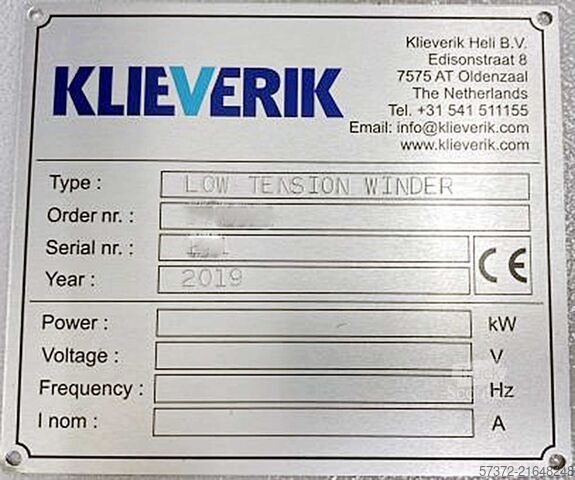 Klieverik Heli B.V.
Edisonstraat 8
7575 AT Oldenzaal
The Netherlands
Tel. +31 541 511155
Email: info@klieverik.com
www.klieverik.com
KLIEVERIK
Type : LOW TENSION WINDER
Order nr. :
Serial nr. :
CE
Year : 2019
Power : kW
Voltage : V
Frequency : Hz
I nom : A
57372-21648248